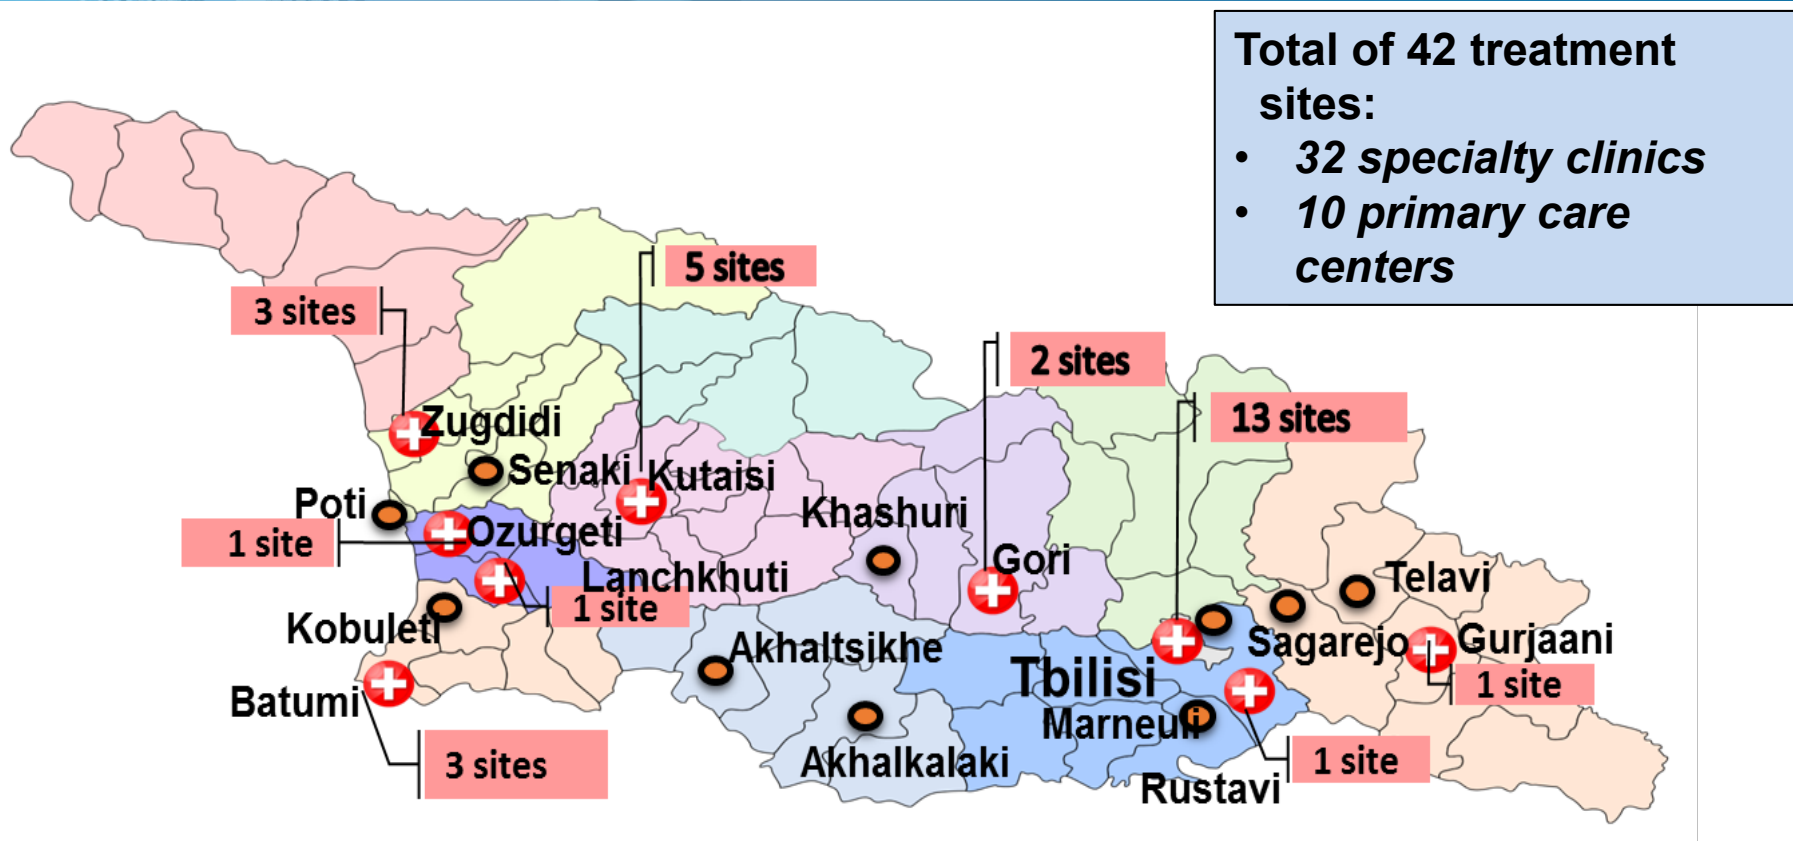 Total of 42 treatment
sites:
• 32 specialty clinics
• 10 primary care
centers
5 sites
3 sites
2 sites
13 sites
Zugdidi
Senaki
Kutaisi
Poti
Khashuri
1 site
Ozurgeti
Gori
Lanchkhuti
Telavi
1 site
Kobuleti
Akhaltsikhe
Sagarejo
Gurjaani
Tbilisi
1 site
Batumi
Marneuli
3 sites
Akhalkalaki
1 site
Rustavi